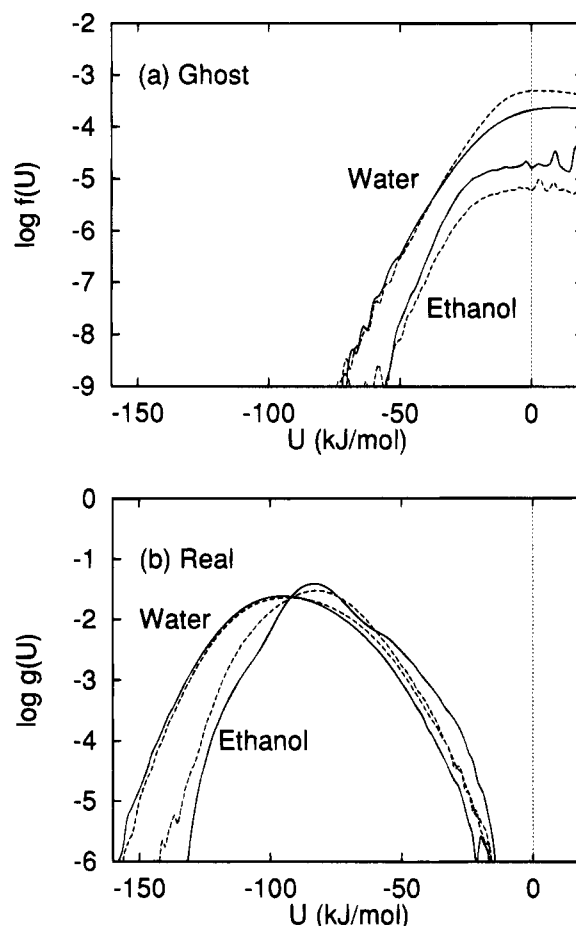 -2
(a) Ghost
-3
-4
Water
-5
log f(U)
-6
-7
Ethanol
-8
-9
-150 -100 -50 0
U (kJ/mol)
0
(b) Real
-1
Water
-2
-3
log g(U)
Ethanol
-4
-5
-6
-150 -100 -50 0
U (kJ/mol)